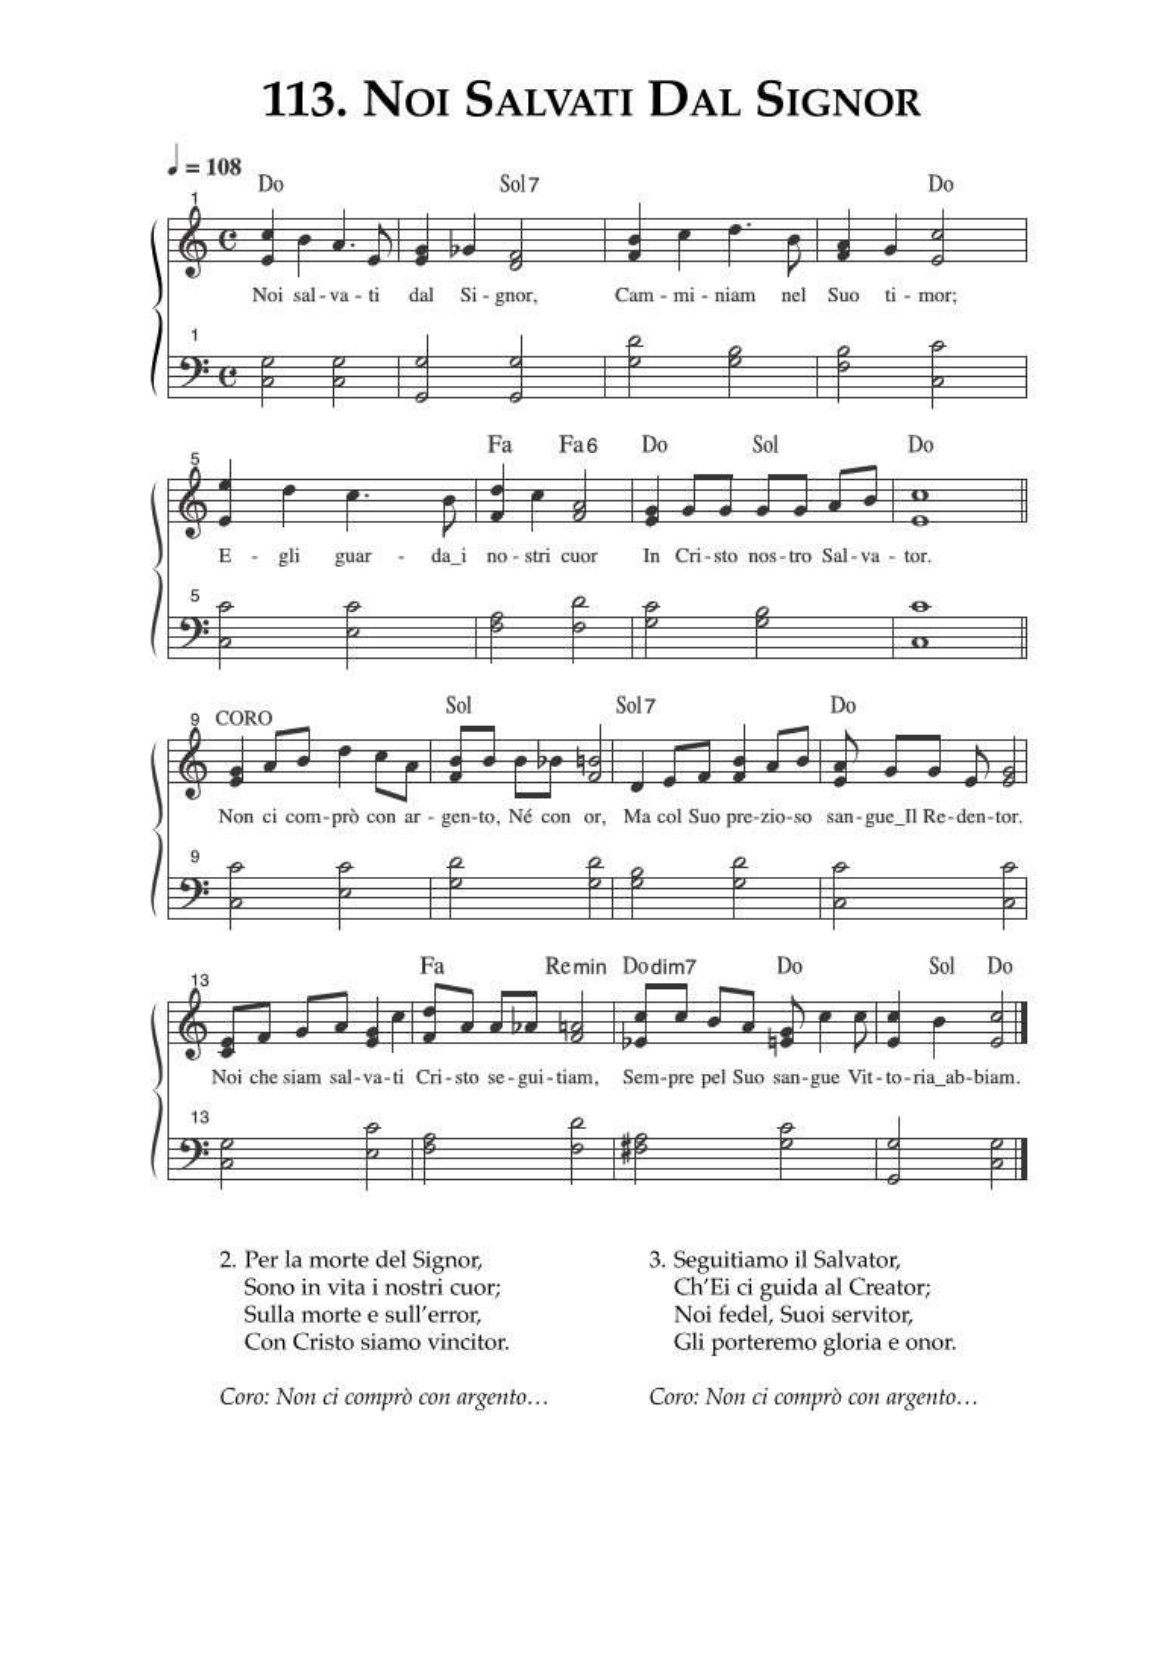 113. Noi Salvati Dal Signor
♩ = 108
Do Sol7 Do
1
Noi sal-va-ti dal Si-gnor, Cam-mi-niam nel Suo ti-mor;
1
Fa Fa6 Do Sol Do
5
E - gli guar - da_i no-stri cuor In Cri-sto nos-tro Sal-va-tor.
5
Sol Sol7 Do
9 CORO
Non ci com-prò con ar-gen-to, Né con or, Ma col Suo pre-zio-so san-gue_Il Re-den-tor.
9
Fa Remin Dodim7 Do Sol Do
13
Noi che siam sal-va-ti Cri-sto se-gui-tiam, Sem-pre pel Suo san-gue Vit-to-ria_ab-biam.
13
2. Per la morte del Signor,
Sono in vita i nostri cuor;
Sulla morte e sull'error,
Con Cristo siamo vincitor.
Coro: Non ci comprò con argento…
3. Seguitiamo il Salvator,
Ch'Ei ci guida al Creator;
Noi fedel, Suoi servitor,
Gli porteremo gloria e onor.
Coro: Non ci comprò con argento…